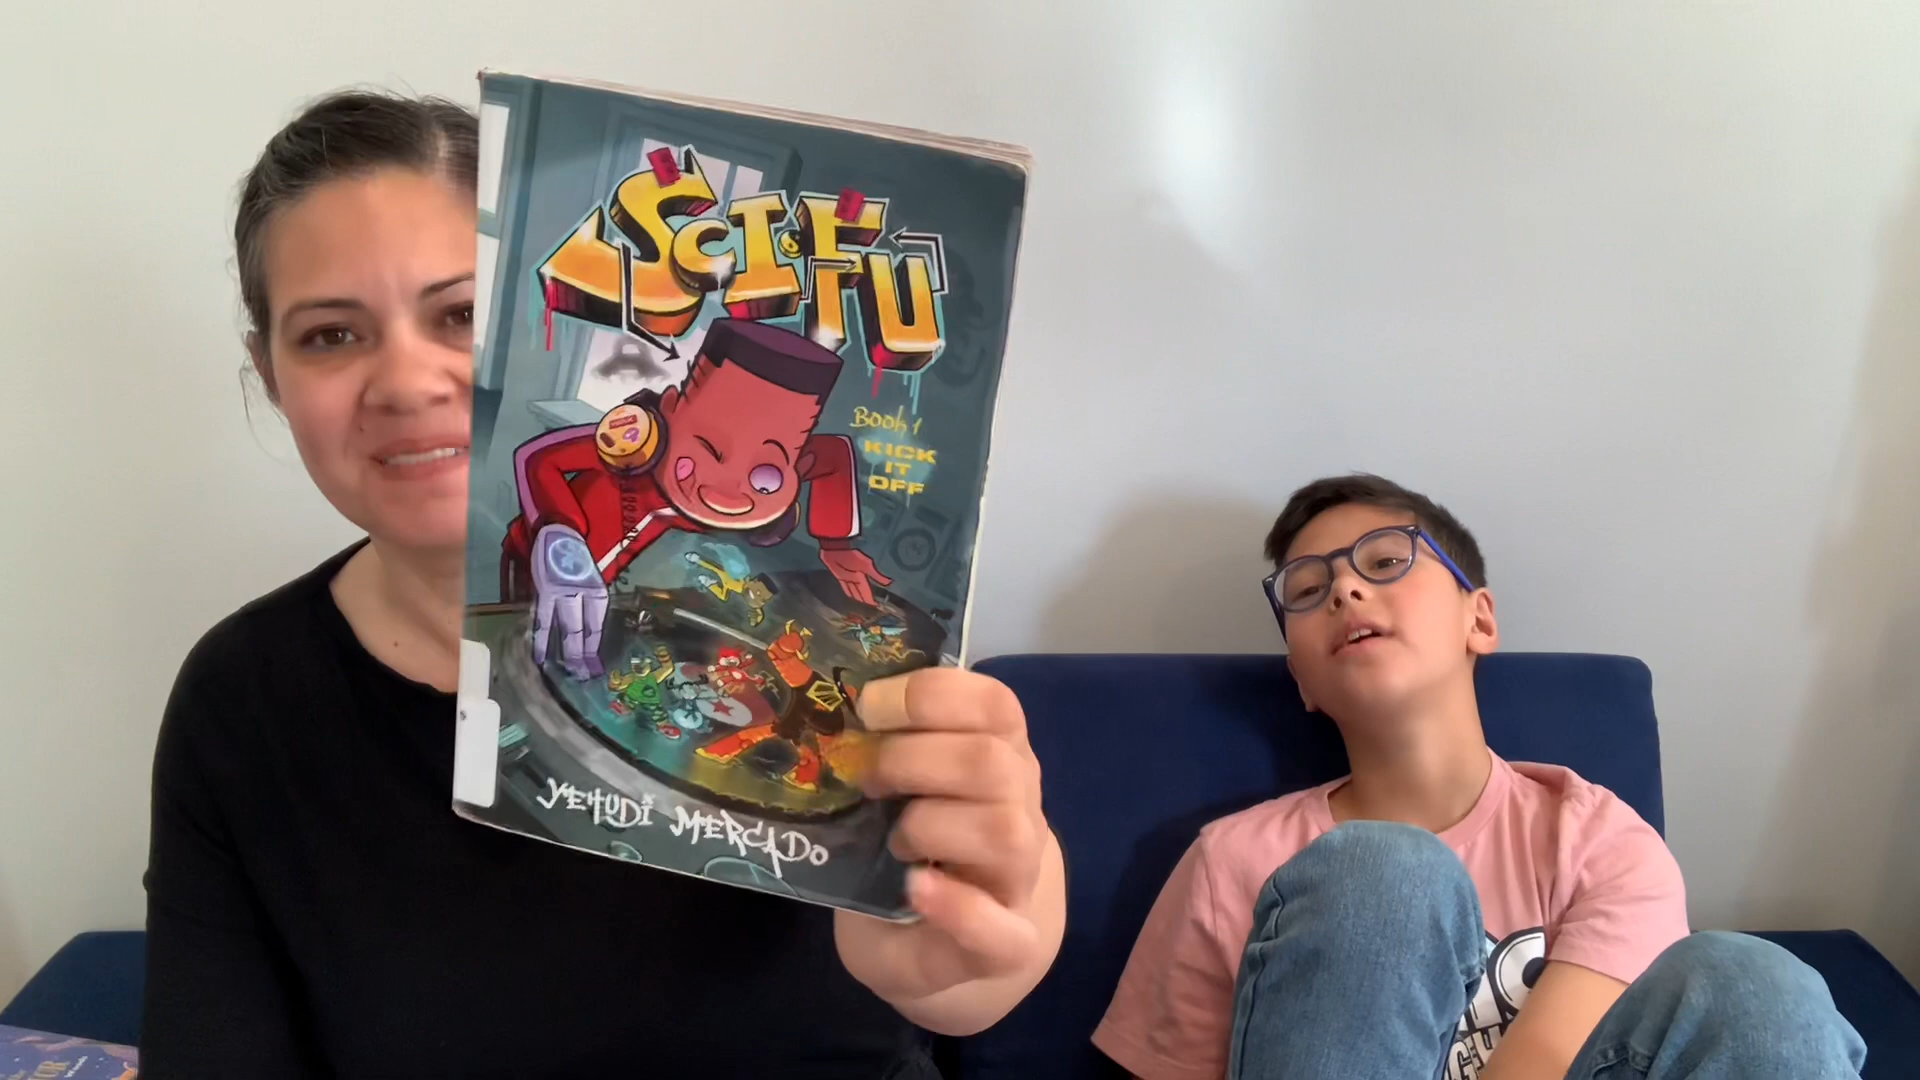 SCI-FU
BOOK 1
KICK
IT
OFF
YEHUDI MERCADO